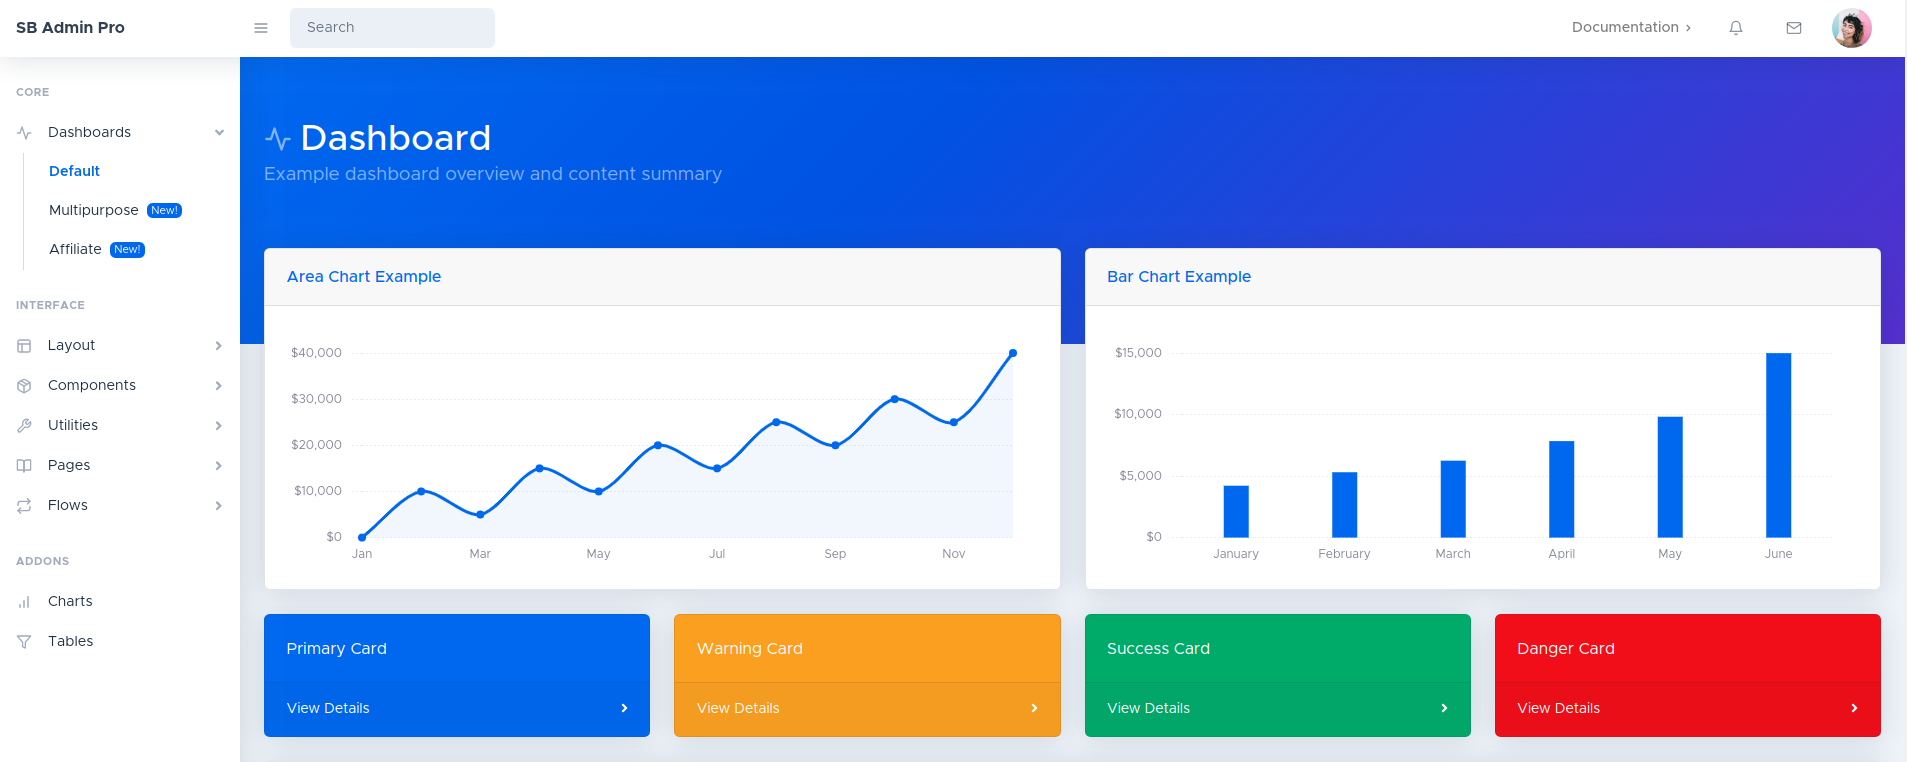 SB Admin Pro
Search
Documentation
CORE
Dashboards
Default
Multipurpose New!
Affiliate New!
INTERFACE
Layout
Components
Utilities
Pages
Flows
ADDONS
Charts
Tables
Dashboard
Example dashboard overview and content summary
Area Chart Example
$40,000
$30,000
$20,000
$10,000
$0
Jan Mar May Jul Sep Nov
Bar Chart Example
$15,000
$10,000
$5,000
$0
January February March April May June
Primary Card
View Details
Warning Card
View Details
Success Card
View Details
Danger Card
View Details